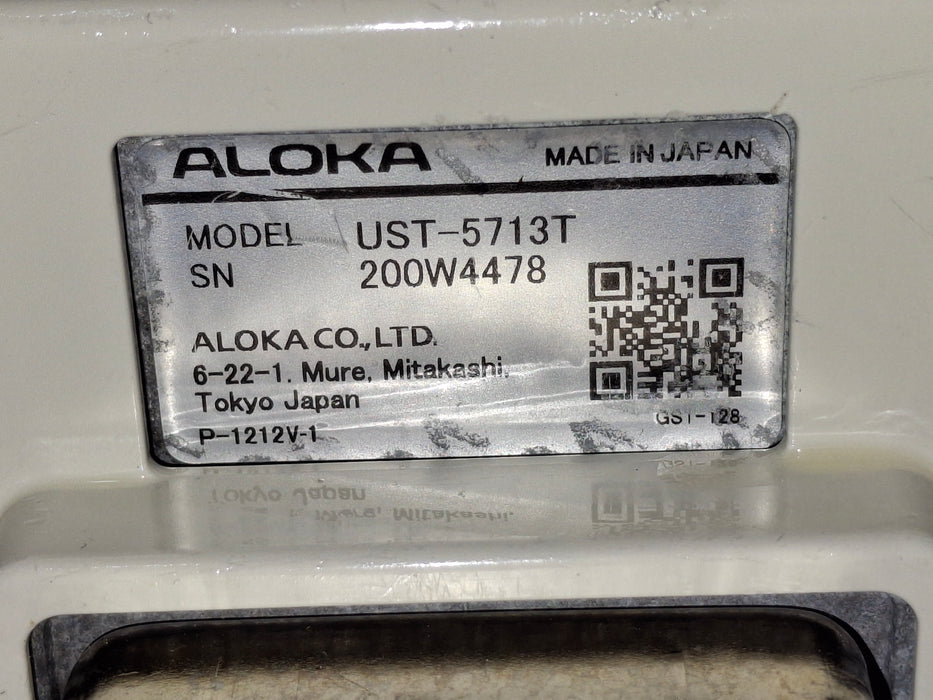 ALOKA MADE IN JAPAN
MODEL UST-5713T
SN 200W4478
ALOKA CO., LTD.
6-22-1. Mure, Mitakashi,
Tokyo Japan
P-1212V-1
GS1-128